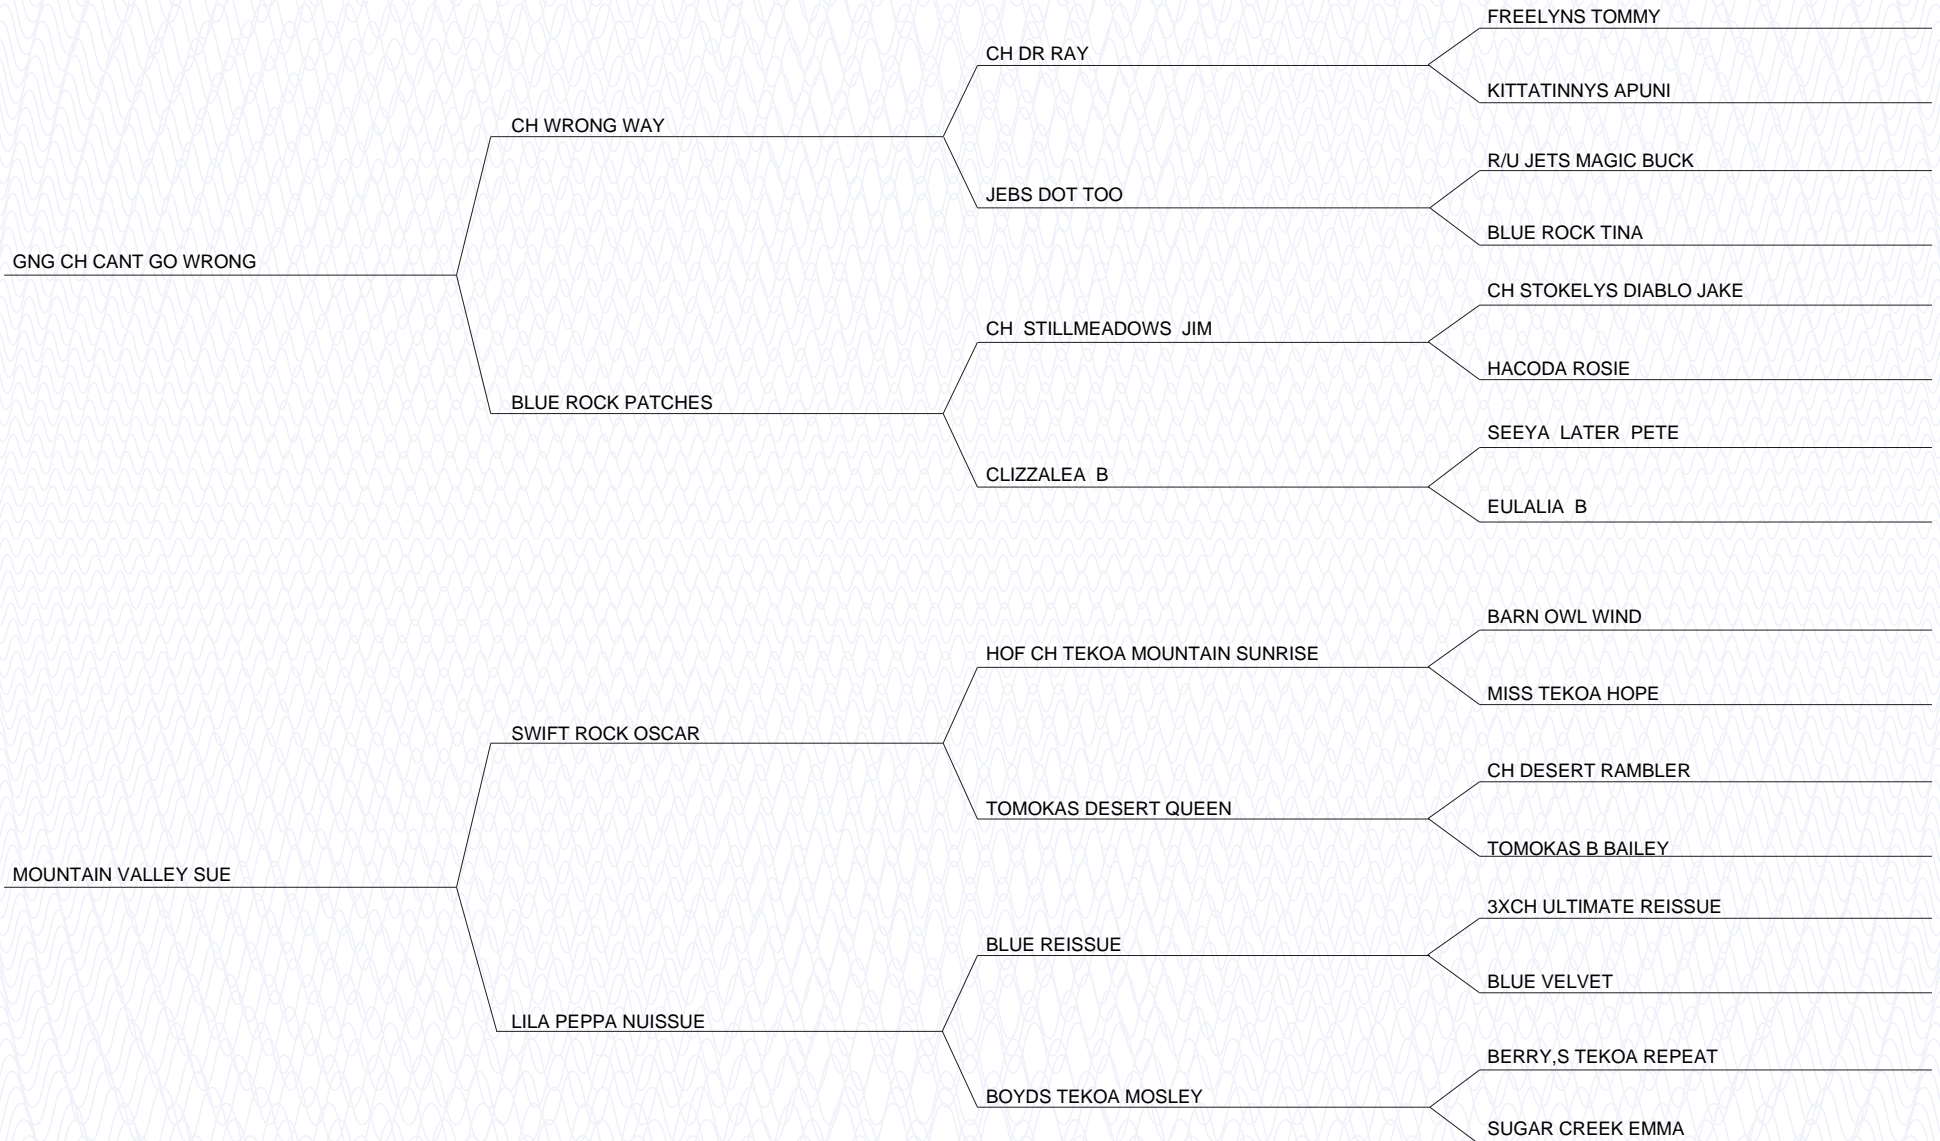 FREELYNS TOMMY
CH DR RAY
KITTATINNYS APUNI
CH WRONG WAY
R/U JETS MAGIC BUCK
JEBS DOT TOO
BLUE ROCK TINA
GNG CH CANT GO WRONG
CH STOKELYS DIABLO JAKE
CH  STILLMEADOWS  JIM
HACODA ROSIE
BLUE ROCK PATCHES
SEEYA  LATER  PETE
CLIZZALEA  B
EULALIA  B
BARN OWL WIND
HOF CH TEKOA MOUNTAIN SUNRISE
MISS TEKOA HOPE
SWIFT ROCK OSCAR
CH DESERT RAMBLER
TOMOKAS DESERT QUEEN
TOMOKAS B BAILEY
MOUNTAIN VALLEY SUE
3XCH ULTIMATE REISSUE
BLUE REISSUE
BLUE VELVET
LILA PEPPA NUISSUE
BERRY,S TEKOA REPEAT
BOYDS TEKOA MOSLEY
SUGAR CREEK EMMA